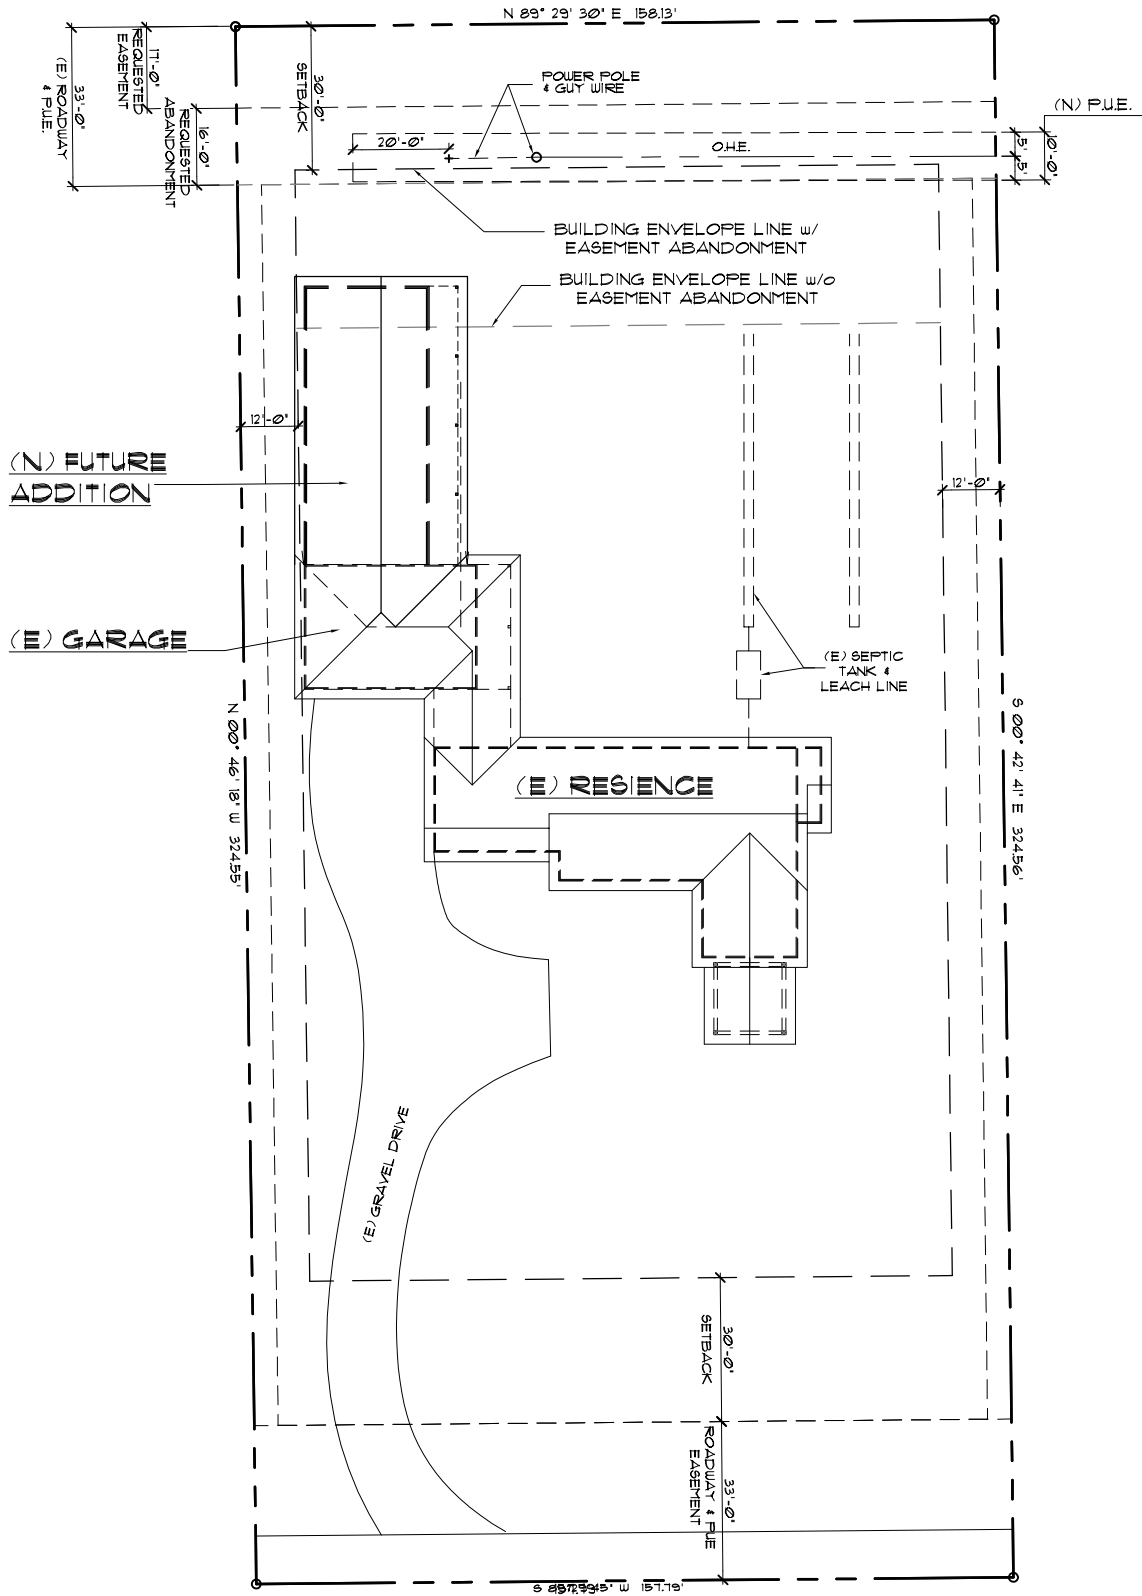 N 89° 29' 30" E 158.13'
(E) ROADWAY
& P.U.E.
33'-0"
REQUESTED
EASEMENT
17'-0"
REQUESTED
ABANDONMENT
16'-0"
SETBACK
30'-0"
POWER POLE
& GUY WIRE
(N) P.U.E.
20'-0"
O.H.E.
5'
5'
10'-0"
BUILDING ENVELOPE LINE w/
EASEMENT ABANDONMENT
BUILDING ENVELOPE LINE w/o
EASEMENT ABANDONMENT
12'-0"
(N) FUTURE
ADDITION
12'-0"
(E) GARAGE
(E) SEPTIC
TANK &
LEACH LINE
N 00° 46' 18" W 324.55'
S 00° 42' 41" E 324.56'
(E) RESIENCE
(E) GRAVEL DRIVE
SETBACK
30'-0"
ROADWAY & PUE
EASEMENT
33'-0"
W 157.79'